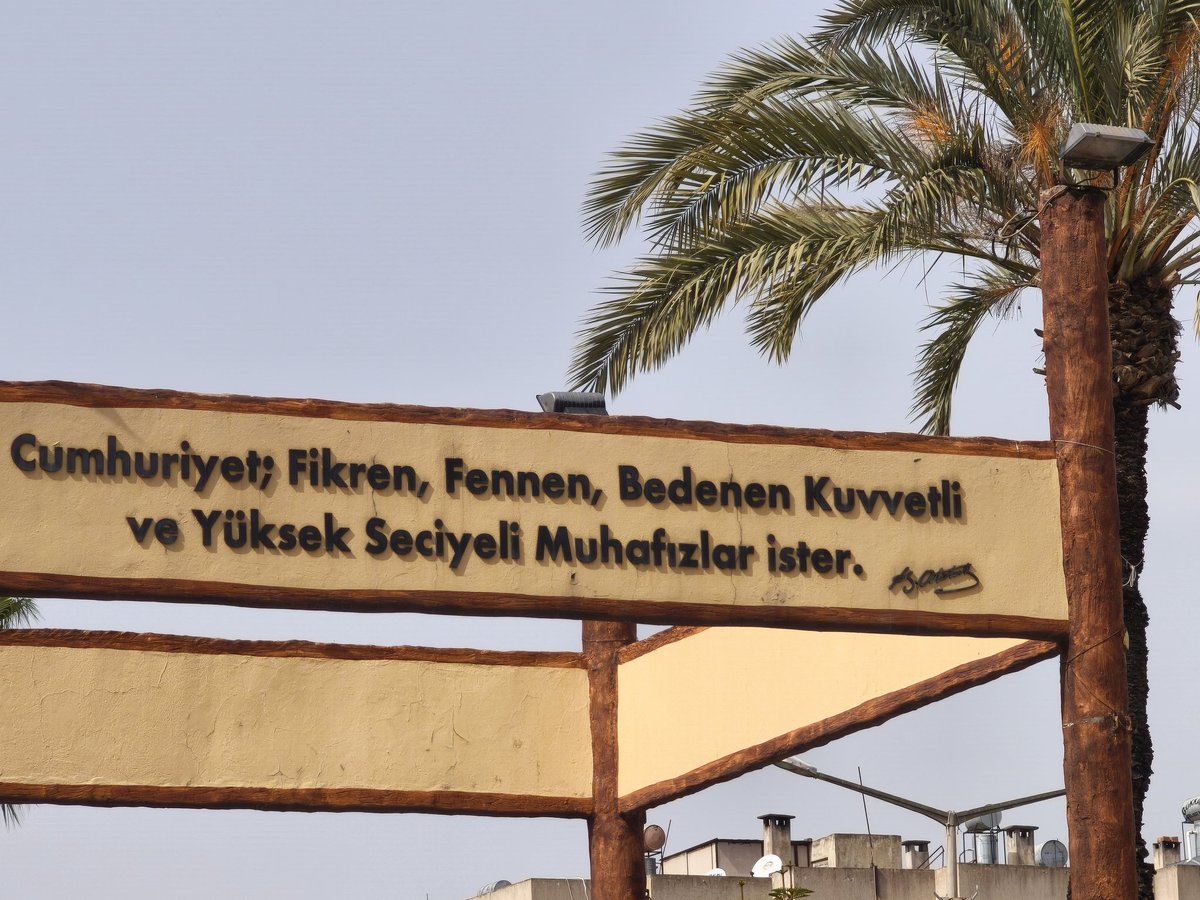 Cumhuriyet; Fikren, Fennen, Bedenen Kuvvetli
ve Yüksek Seciyeli Muhafızlar ister.